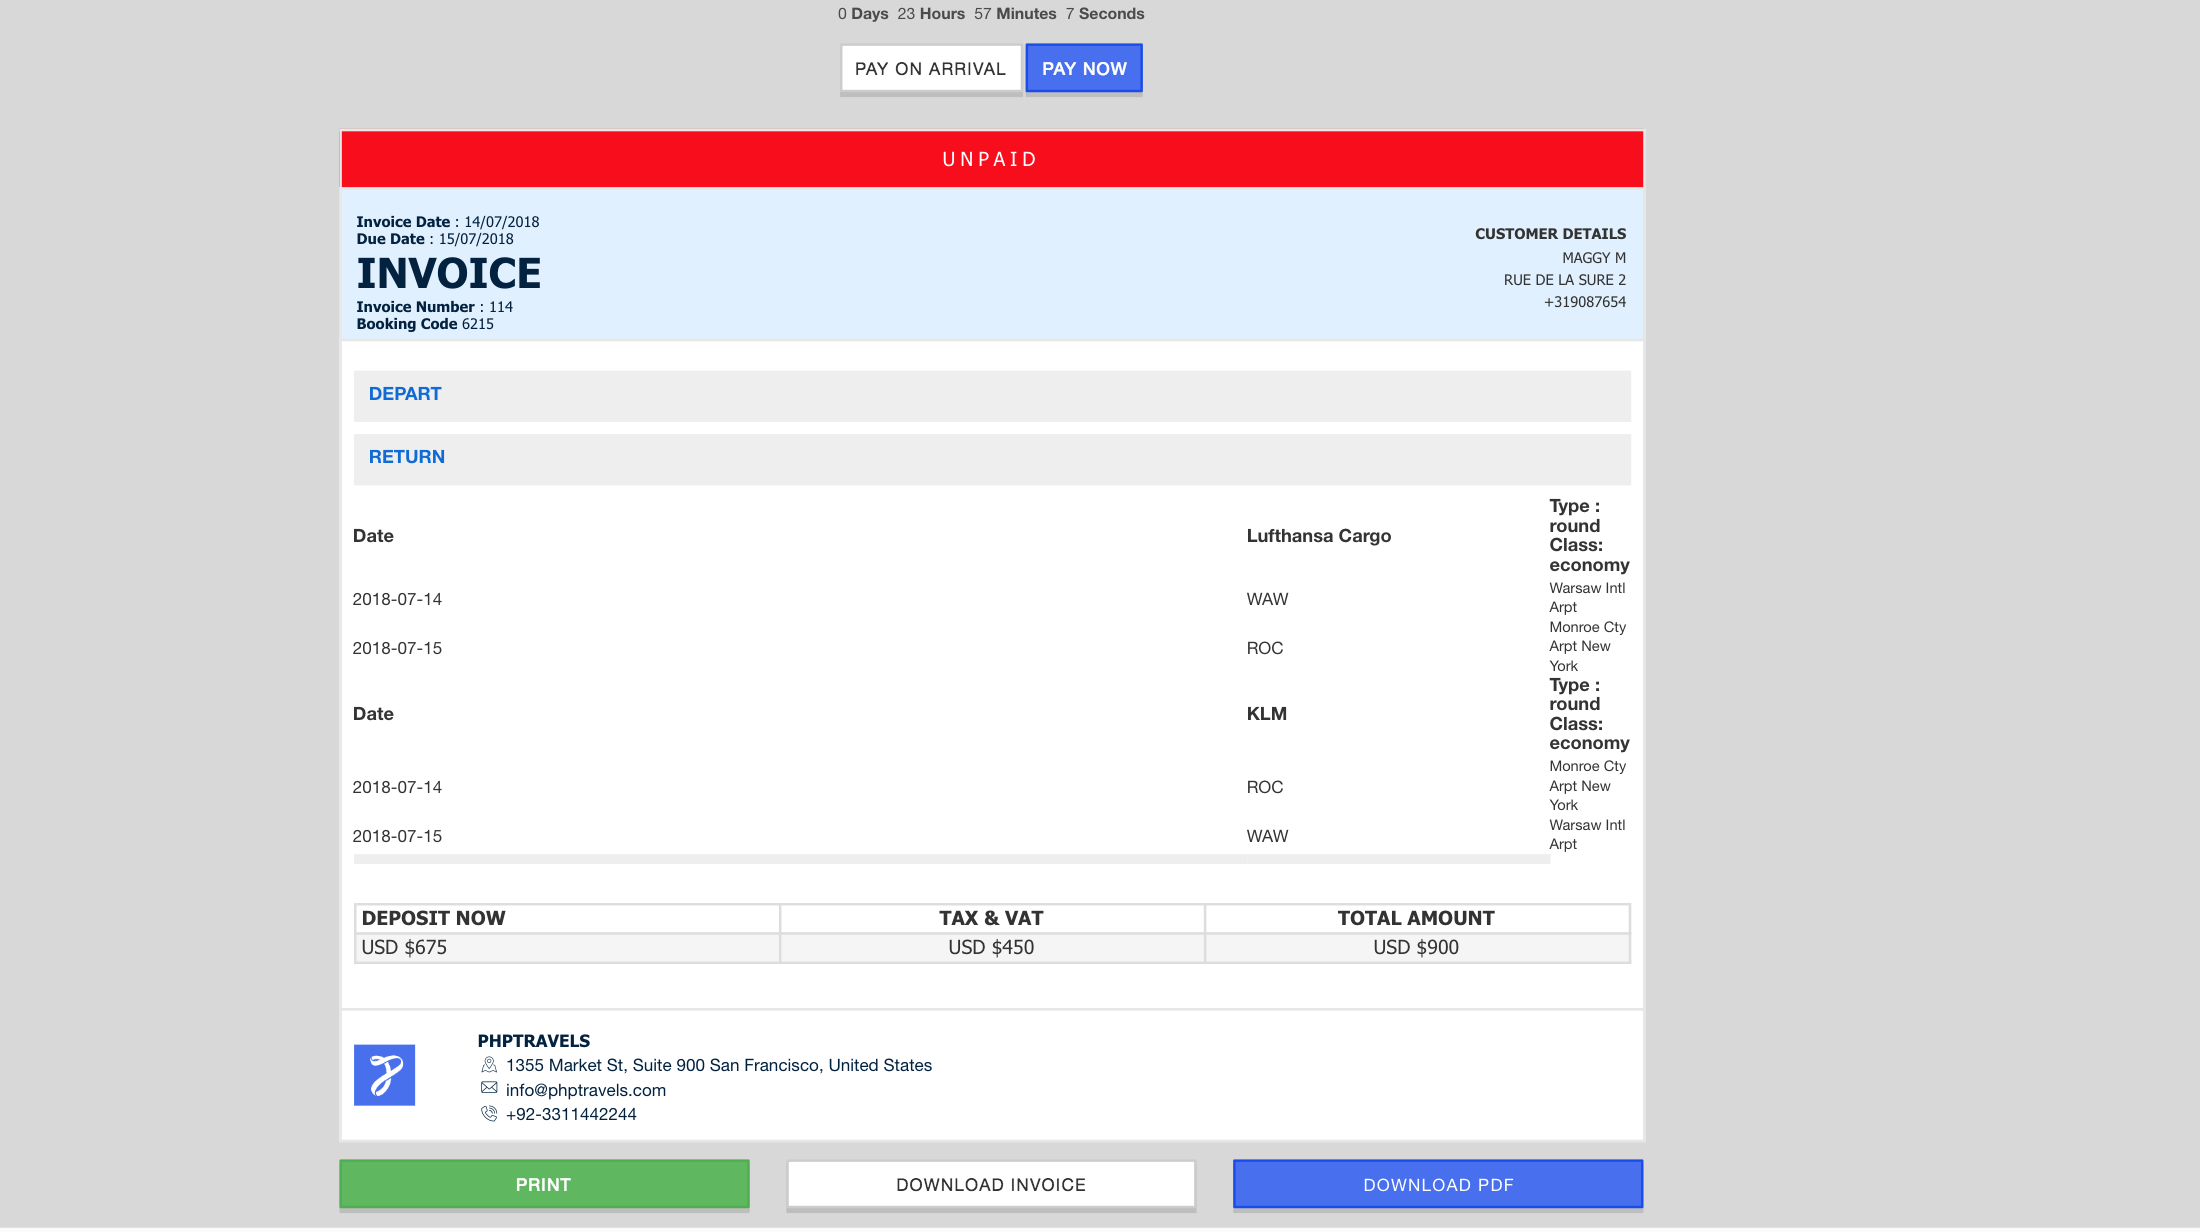 0 Days 23 Hours 57 Minutes 7 Seconds
PAY ON ARRIVAL PAY NOW
UNPAID
Invoice Date : 14/07/2018
Due Date : 15/07/2018
INVOICE
Invoice Number : 114
Booking Code 6215
CUSTOMER DETAILS
MAGGY M
RUE DE LA SURE 2
+319087654
DEPART
RETURN
Date Lufthansa Cargo
Type :
round
Class:
economy
2018-07-14 WAW
Warsaw Intl
Arpt
2018-07-15 ROC
Monroe Cty
Arpt New
York
Date KLM
Type :
round
Class:
economy
2018-07-14 ROC
Monroe Cty
Arpt New
York
2018-07-15 WAW
Warsaw Intl
Arpt
DEPOSIT NOW TAX & VAT TOTAL AMOUNT
USD $675 USD $450 USD $900
PHPTRAVELS
1355 Market St, Suite 900 San Francisco, United States
info@phptravels.com
+92-3311442244
PRINT DOWNLOAD INVOICE DOWNLOAD PDF